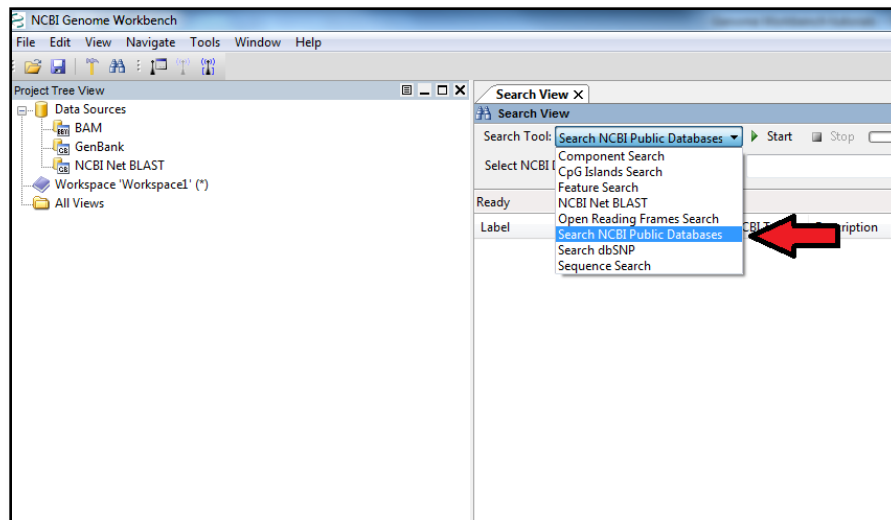 NCBI Genome Workbench
File Edit View Navigate Tools Window Help
Project Tree View
Data Sources
BAM
GenBank
NCBI Net BLAST
Workspace 'Workspace1' (*)
All Views
Search View X
Search View
Search Tool: Search NCBI Public Databases Start Stop
Select NCBI
Component Search
CpG Islands Search
Feature Search
NCBI Net BLAST
Open Reading Frames Search
Search NCBI Public Databases
Search dbSNP
Sequence Search
Ready
Label